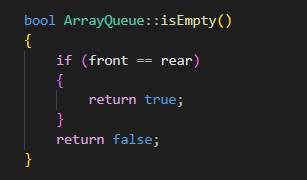 bool ArrayQueue::isEmpty()
{
    if (front == rear)
    {
        return true;
    }
    return false;
}